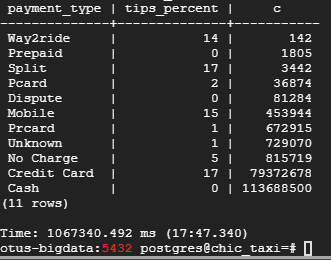 payment_type | tips_percent | c
--------------+--------------+-----------
Way2ride | 14 | 142
Prepaid | 0 | 1805
Split | 17 | 3442
Pcard | 2 | 36874
Dispute | 0 | 81284
Mobile | 15 | 453944
Prcard | 1 | 672915
Unknown | 1 | 729070
No Charge | 5 | 815719
Credit Card | 17 | 79372678
Cash | 0 | 113688500
(11 rows)
Time: 1067340.492 ms (17:47.340)
otus-bigdata:5432 postgres@chic_taxi=#